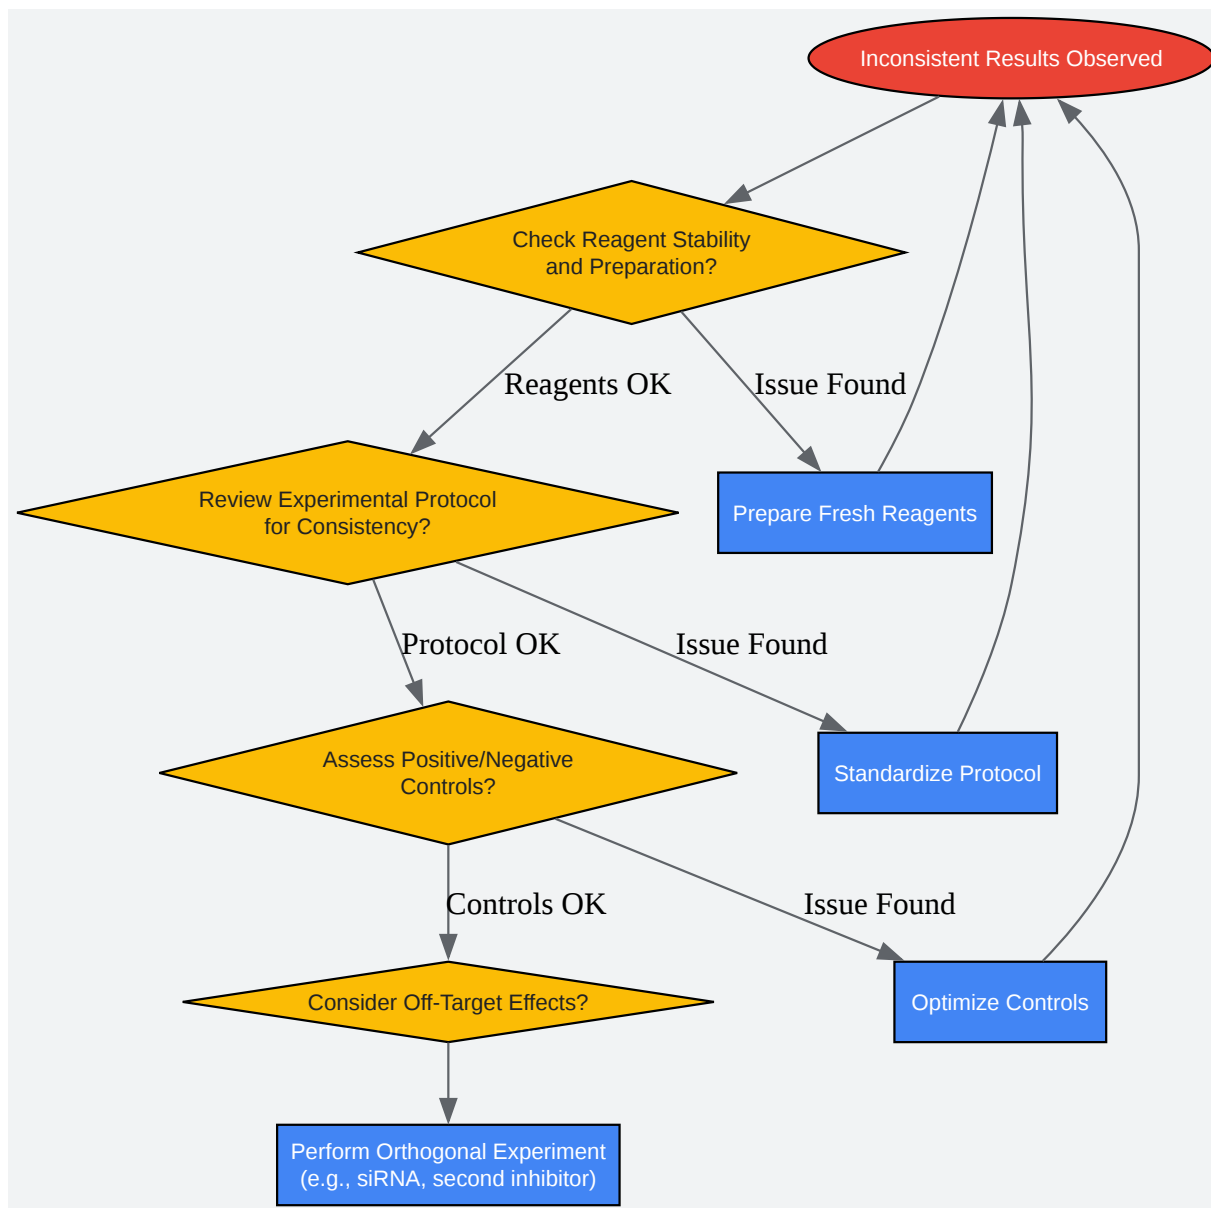 Inconsistent Results Observed
Check Reagent Stability
and Preparation?
Reagents OK
Issue Found
Review Experimental Protocol
for Consistency?
Prepare Fresh Reagents
Protocol OK
Issue Found
Assess Positive/Negative
Controls?
Standardize Protocol
Controls OK
Issue Found
Consider Off-Target Effects?
Optimize Controls
Perform Orthogonal Experiment
(e.g., siRNA, second inhibitor)